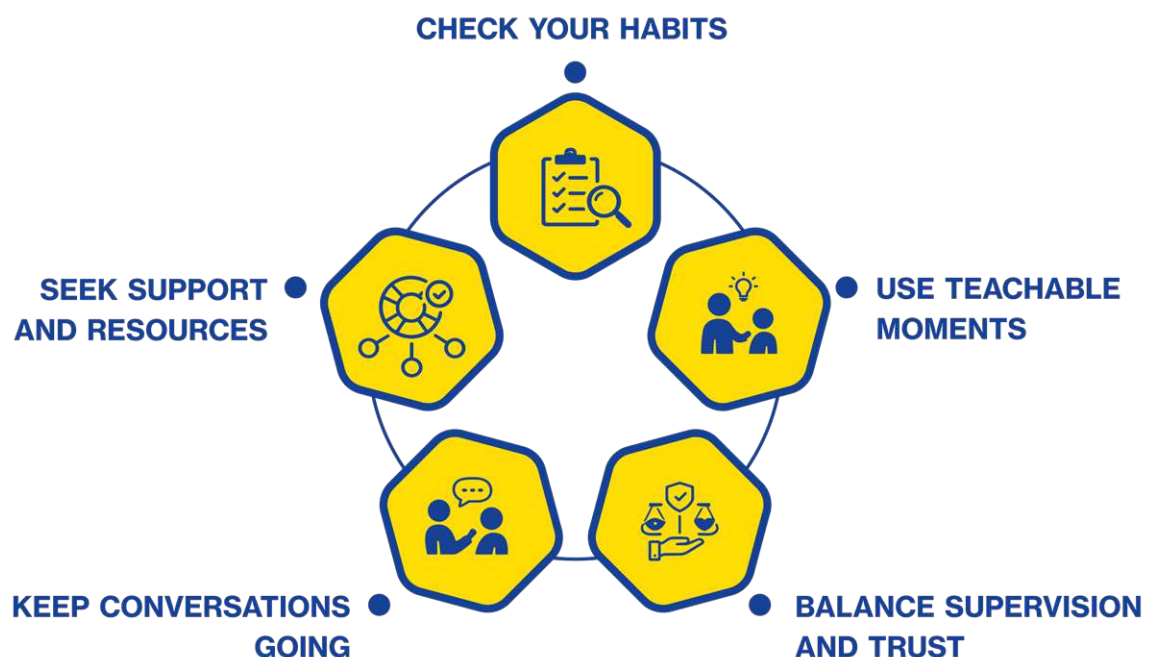 CHECK YOUR HABITS
USE TEACHABLE
MOMENTS
BALANCE SUPERVISION
AND TRUST
KEEP CONVERSATIONS
GOING
SEEK SUPPORT
AND RESOURCES